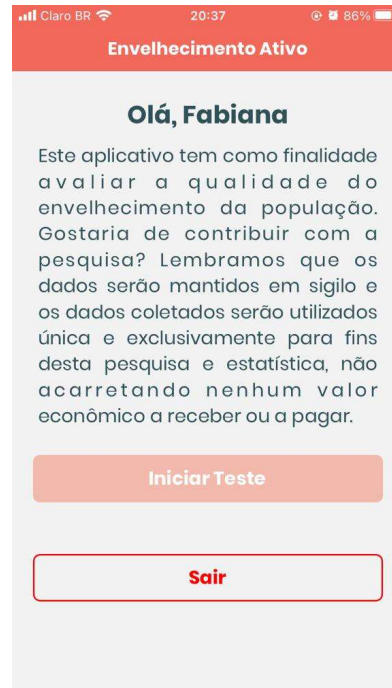 Claro BR 20:37 86%
Envelhecimento Ativo
Olá, Fabiana
Este aplicativo tem como finalidade
avaliar a qualidade do
envelhecimento da população.
Gostaria de contribuir com a
pesquisa? Lembramos que os
dados serão mantidos em sigilo e
os dados coletados serão utilizados
única e exclusivamente para fins
desta pesquisa e estatística, não
acarretando nenhum valor
econômico a receber ou a pagar.
Iniciar Teste
Sair